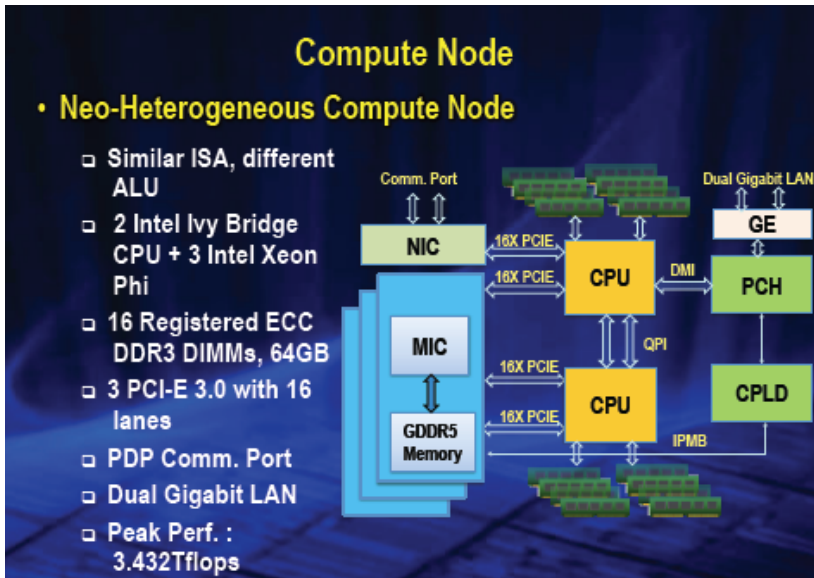 Compute Node
• Neo-Heterogeneous Compute Node
❑ Similar ISA, different
ALU
❑ 2 Intel Ivy Bridge
CPU + 3 Intel Xeon
Phi
❑ 16 Registered ECC
DDR3 DIMMs, 64GB
❑ 3 PCI-E 3.0 with 16
lanes
❑ PDP Comm. Port
❑ Dual Gigabit LAN
❑ Peak Perf. :
3.432Tflops
Comm. Port
Dual Gigabit LAN
NIC
16X PCIE
GE
16X PCIE
CPU
DMI
PCH
MIC
QPI
16X PCIE
CPU
CPLD
GDDR5
Memory
16X PCIE
IPMB